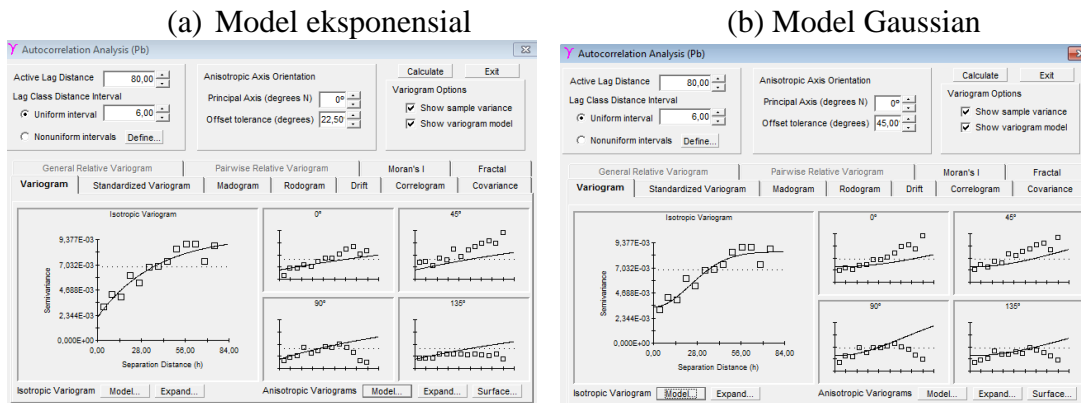 (a) Model eksponensial
(b) Model Gaussian
Autocorrelation Analysis (Pb)
Active Lag Distance 80,00
Lag Class Distance Interval
Uniform interval 6,00
Nonuniform intervals Define...
Anisotropic Axis Orientation
Principal Axis (degrees N) 0°
Offset tolerance (degrees) 22,50
Calculate Exit
Variogram Options
Show sample variance
Show variogram model
General Relative Variogram Pairwise Relative Variogram Moran's I Fractal
Variogram Standardized Variogram Madogram Rodogram Drift Correlogram Covariance
Isotropic Variogram
9,377E-03
7,032E-03
4,688E-03
2,344E-03
0,000E+00
Semivariance
0,00 28,00 56,00 84,00
Separation Distance (h)
0°
45°
90°
135°
Isotropic Variogram Model... Expand...
Anisotropic Variograms Model... Expand... Surface...
Autocorrelation Analysis (Pb)
Active Lag Distance 80,00
Lag Class Distance Interval
Uniform interval 6,00
Nonuniform intervals Define...
Anisotropic Axis Orientation
Principal Axis (degrees N) 0°
Offset tolerance (degrees) 45,00
Calculate Exit
Variogram Options
Show sample variance
Show variogram model
General Relative Variogram Pairwise Relative Variogram Moran's I Fractal
Variogram Standardized Variogram Madogram Rodogram Drift Correlogram Covariance
Isotropic Variogram
9,377E-03
7,032E-03
4,688E-03
2,344E-03
0,000E+00
Semivariance
0,00 28,00 56,00 84,00
Separation Distance (h)
0°
45°
90°
135°
Isotropic Variogram Model... Expand...
Anisotropic Variograms Model... Expand... Surface...